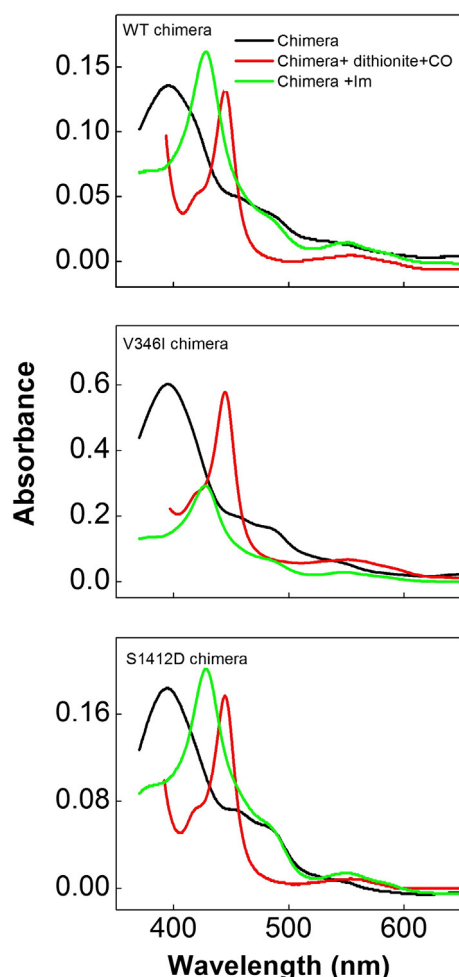 WT chimera
Chimera
Chimera+ dithionite+CO
Chimera +Im
0.15
0.10
0.05
0.00
V346I chimera
0.6
0.4
0.2
0.0
Absorbance
S1412D chimera
0.16
0.08
0.00
400 500 600
Wavelength (nm)